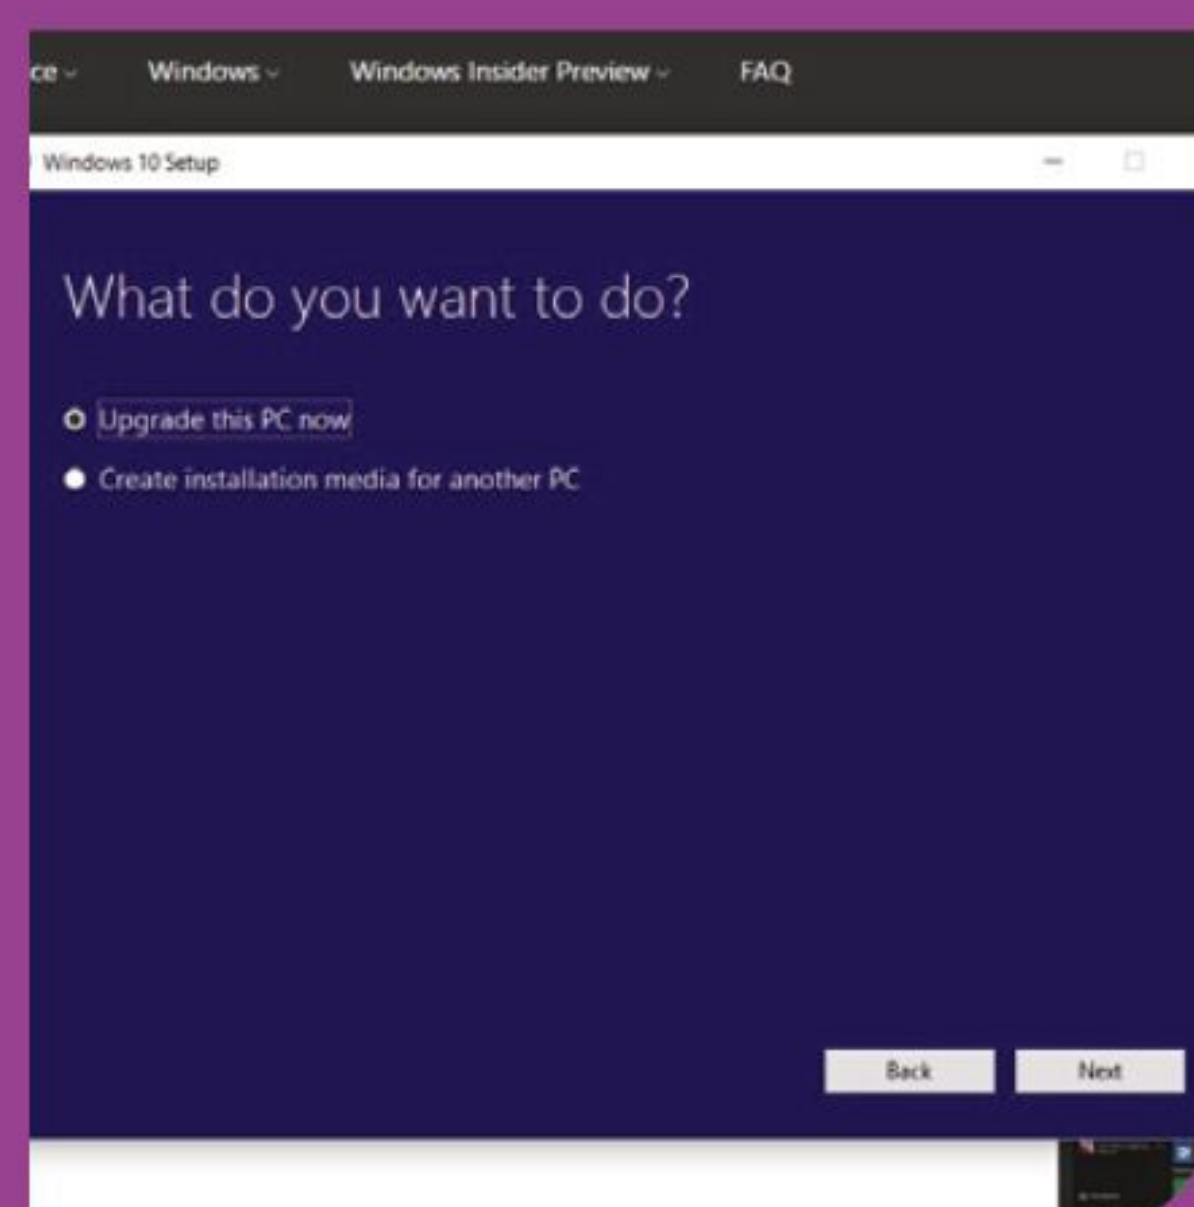 ce Windows Windows Insider Preview FAQ
Windows 10 Setup
What do you want to do?
Upgrade this PC now
Create installation media for another PC
Back Next